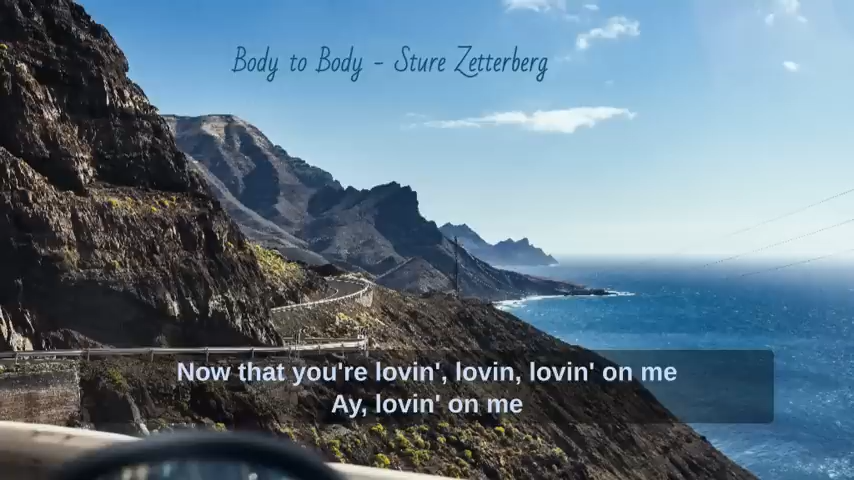 Body to Body - Sture Zetterberg
Now that you're lovin', lovin, lovin' on me
Ay, lovin' on me